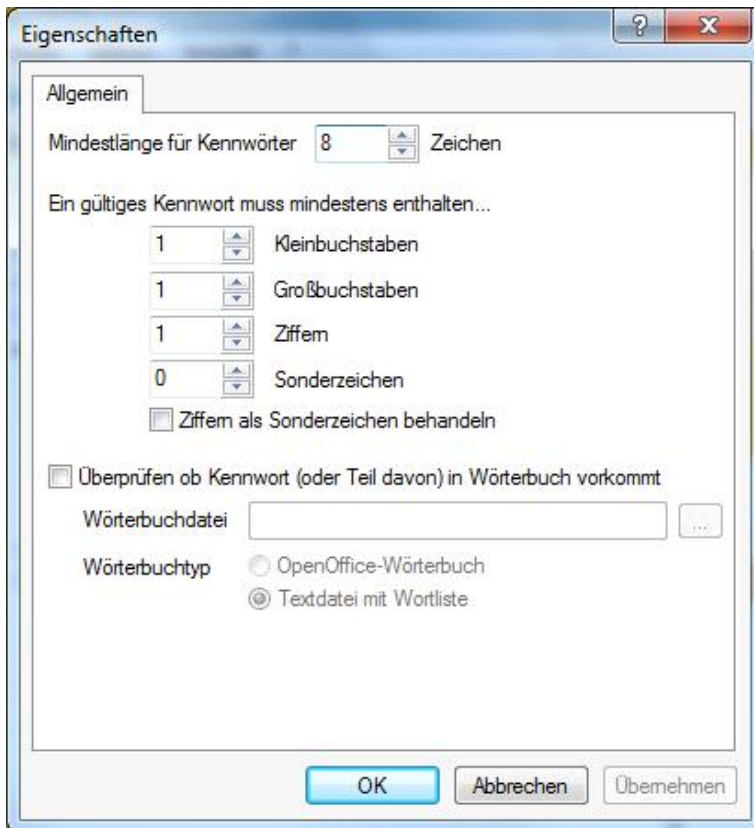 Eigenschaften
?
Allgemein
Mindestlänge für Kennwörter 8 Zeichen
Ein gültiges Kennwort muss mindestens enthalten...
1 Kleinbuchstaben
1 Großbuchstaben
1 Ziffern
0 Sonderzeichen
Ziffern als Sonderzeichen behandeln
Überprüfen ob Kennwort (oder Teil davon) in Wörterbuch vorkommt
Wörterbuchdatei ...
Wörterbuchtyp OpenOffice-Wörterbuch
Textdatei mit Wortliste
OK Abbrechen Übernehmen